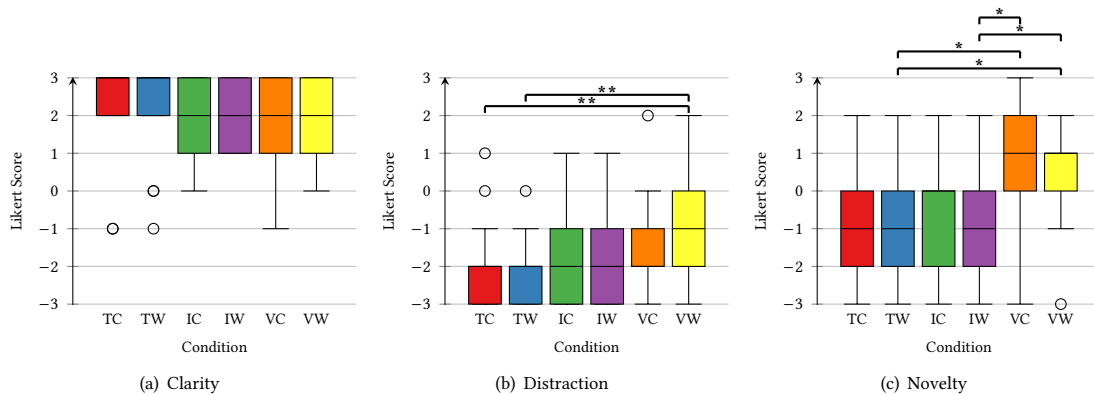 Likert Score
3
2
1
0
−1
−2
−3
TC TW IC IW VC VW
Condition
(a) Clarity
Likert Score
3
2
1
0
−1
−2
−3
**
**
TC TW IC IW VC VW
Condition
(b) Distraction
Likert Score
3
2
1
0
−1
−2
−3
*
*
*
*
TC TW IC IW VC VW
Condition
(c) Novelty